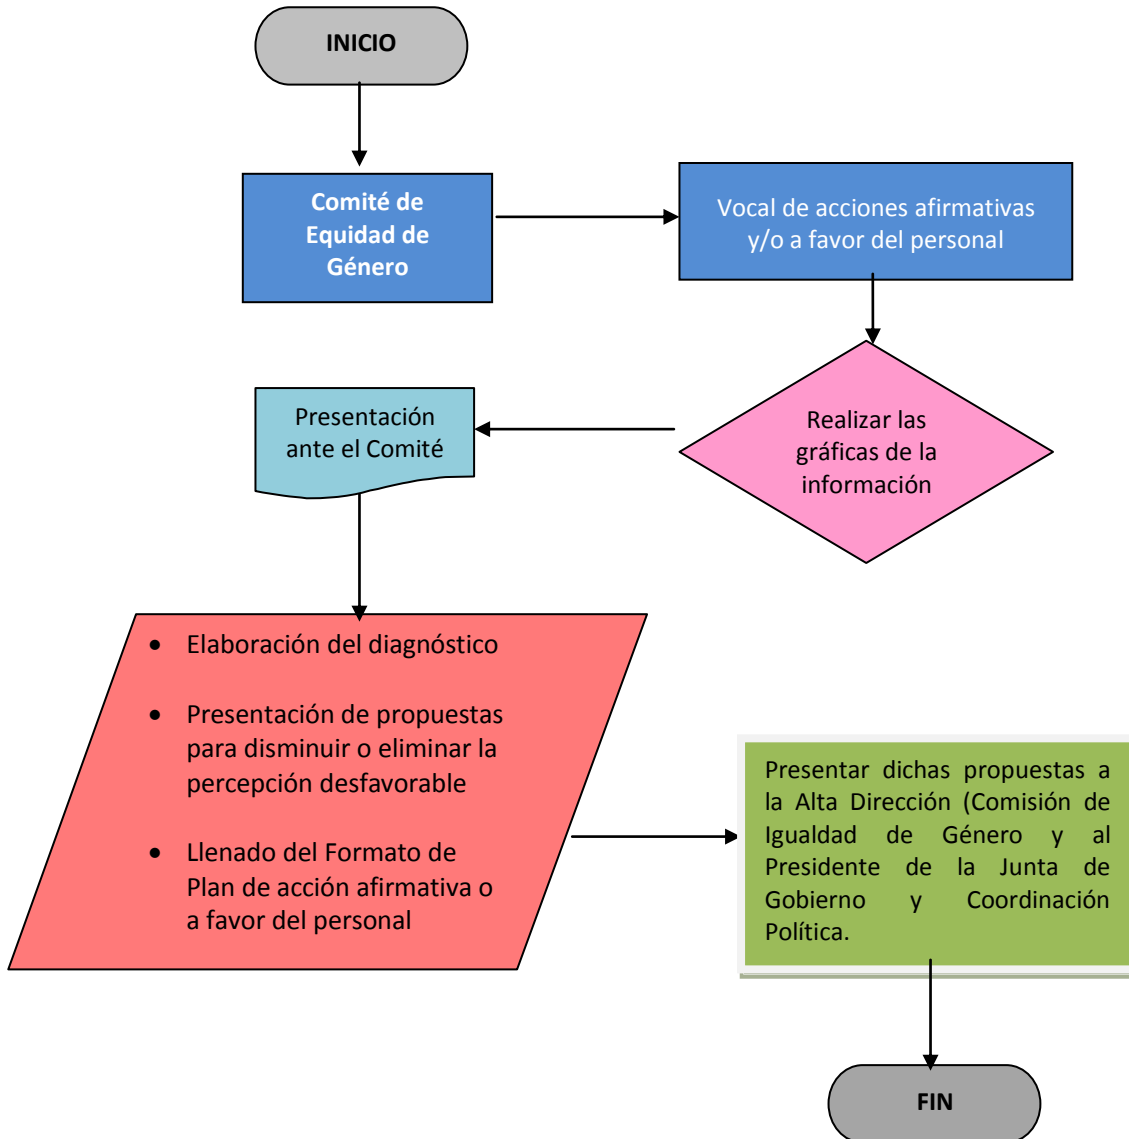 INICIO
Comité de
Equidad de
Género
Vocal de acciones afirmativas
y/o a favor del personal
Realizar las
gráficas de la
información
Presentación
ante el Comité
• Elaboración del diagnóstico
• Presentación de propuestas
para disminuir o eliminar la
percepción desfavorable
• Llenado del Formato de
Plan de acción afirmativa o
a favor del personal
Presentar dichas propuestas a
la Alta Dirección (Comisión de
Igualdad de Género y al
Presidente de la Junta de
Gobierno y Coordinación
Política.
FIN